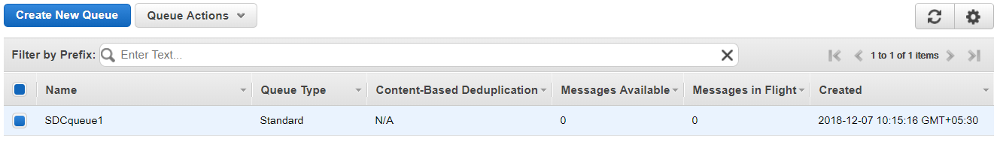 Create New Queue Queue Actions
Filter by Prefix: Enter Text... 1 to 1 of 1 items
Name Queue Type Content-Based Deduplication Messages Available Messages in Flight Created
SDCqueue1 Standard N/A 0 0 2018-12-07 10:15:16 GMT+05:30